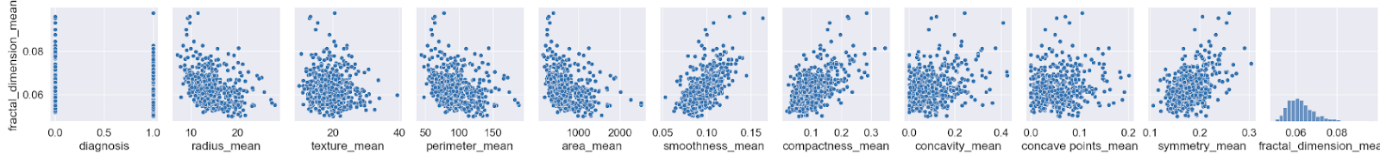 fractal_dimension_mean
0.08
0.06
0.0 0.5 1.0 10 20 20 40 50 100 150 1000 2000 0.05 0.10 0.15 0.1 0.2 0.3 0.0 0.2 0.4 0.0 0.1 0.2 0.1 0.2 0.3 0.06 0.08
diagnosis radius_mean texture_mean perimeter_mean area_mean smoothness_mean compactness_mean concavity_mean concave points_mean symmetry_mean fractal_dimension_mea